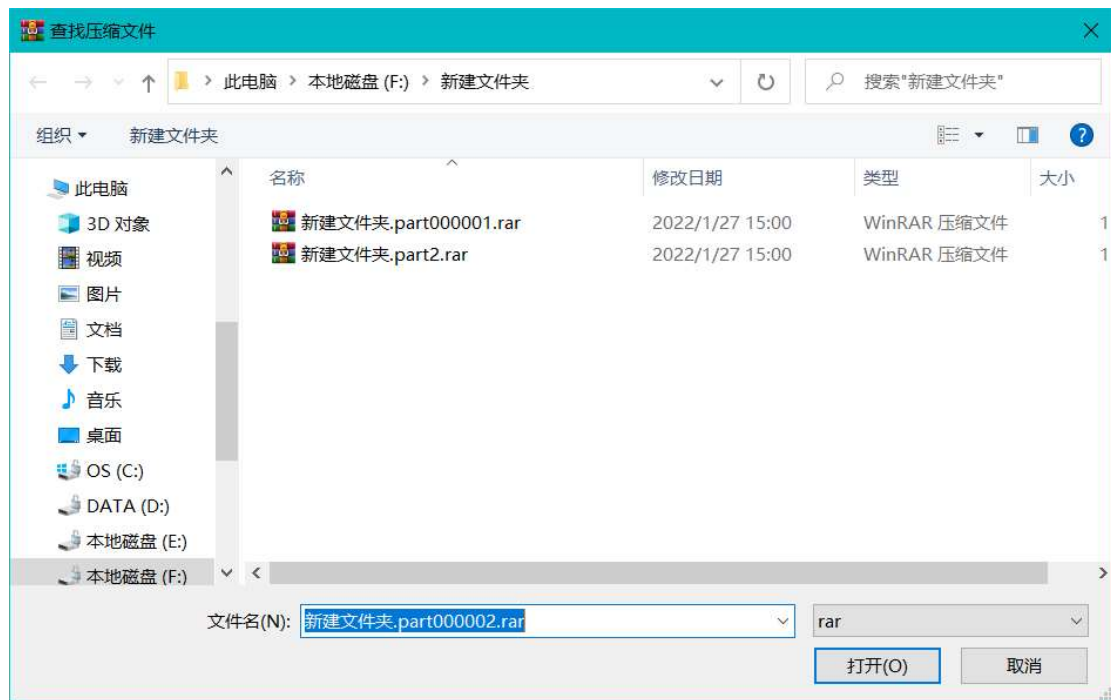 查找压缩文件
此电脑 > 本地磁盘 (F:) > 新建文件夹
搜索"新建文件夹"
组织 新建文件夹
名称 修改日期 类型 大小
新建文件夹.part000001.rar 2022/1/27 15:00 WinRAR 压缩文件 1
新建文件夹.part2.rar 2022/1/27 15:00 WinRAR 压缩文件 1
此电脑
3D 对象
视频
图片
文档
下载
音乐
桌面
OS (C:)
DATA (D:)
本地磁盘 (E:)
本地磁盘 (F:)
文件名(N): 新建文件夹.part000002.rar
rar
打开(O) 取消